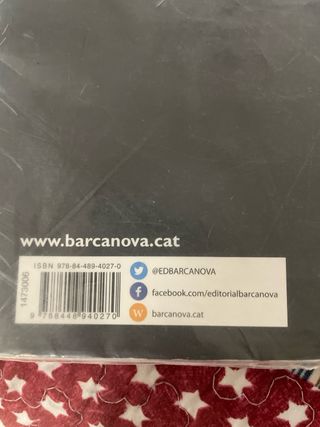 www.barcanova.cat
ISBN 978-84-489-4027-0
1473006
9 788448 940270
@EDBARCANOVA
facebook.com/editorialbarcanova
barcanova.cat